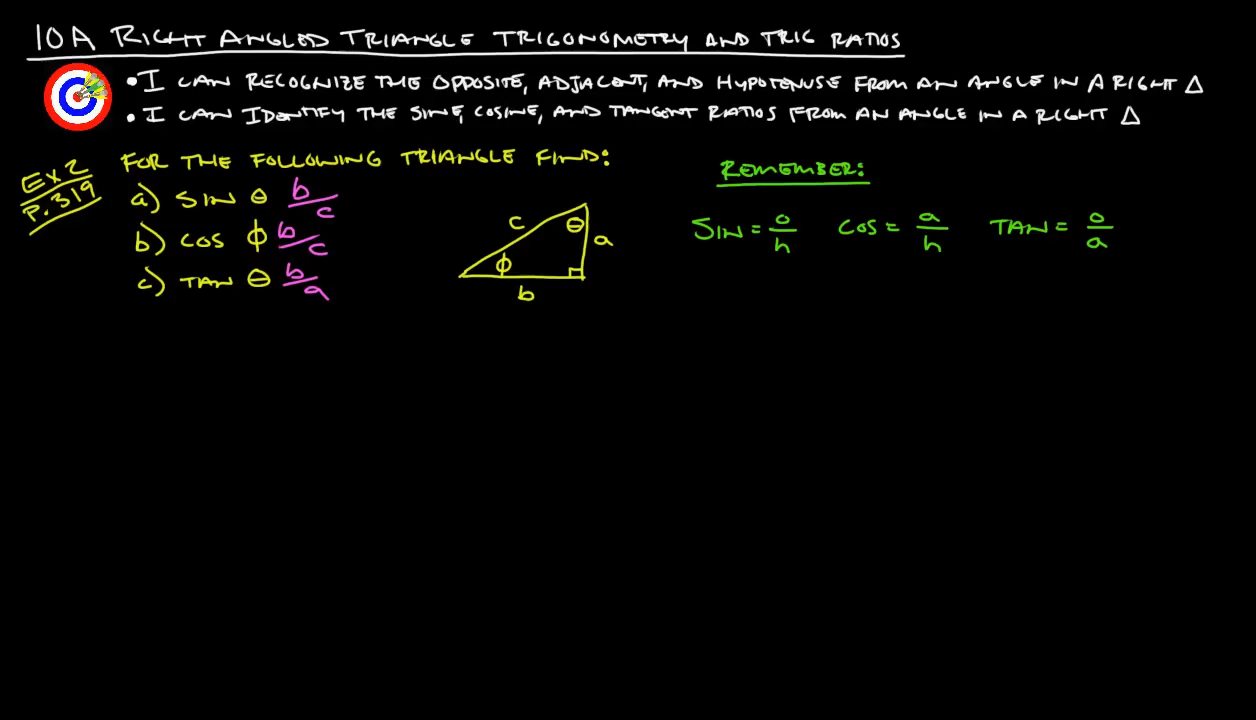 10A RIGHT ANGLED TRIANGLE TRIGONOMETRY AND TRIG RATIOS
• I CAN RECOGNIZE THE OPPOSITE, ADJACENT, AND HYPOTENUSE FROM AN ANGLE IN A RIGHT Δ
• I CAN IDENTIFY THE SINE, COSINE, AND TANGENT RATIOS FROM AN ANGLE IN A RIGHT Δ
EX 2
P. 319
FOR THE FOLLOWING TRIANGLE FIND:
a) SIN θ b/c
b) COS ϕ b/c
c) TAN θ b/a
c
θ
a
ϕ
b
REMEMBER:
SIN = o/h COS = a/h TAN = o/a